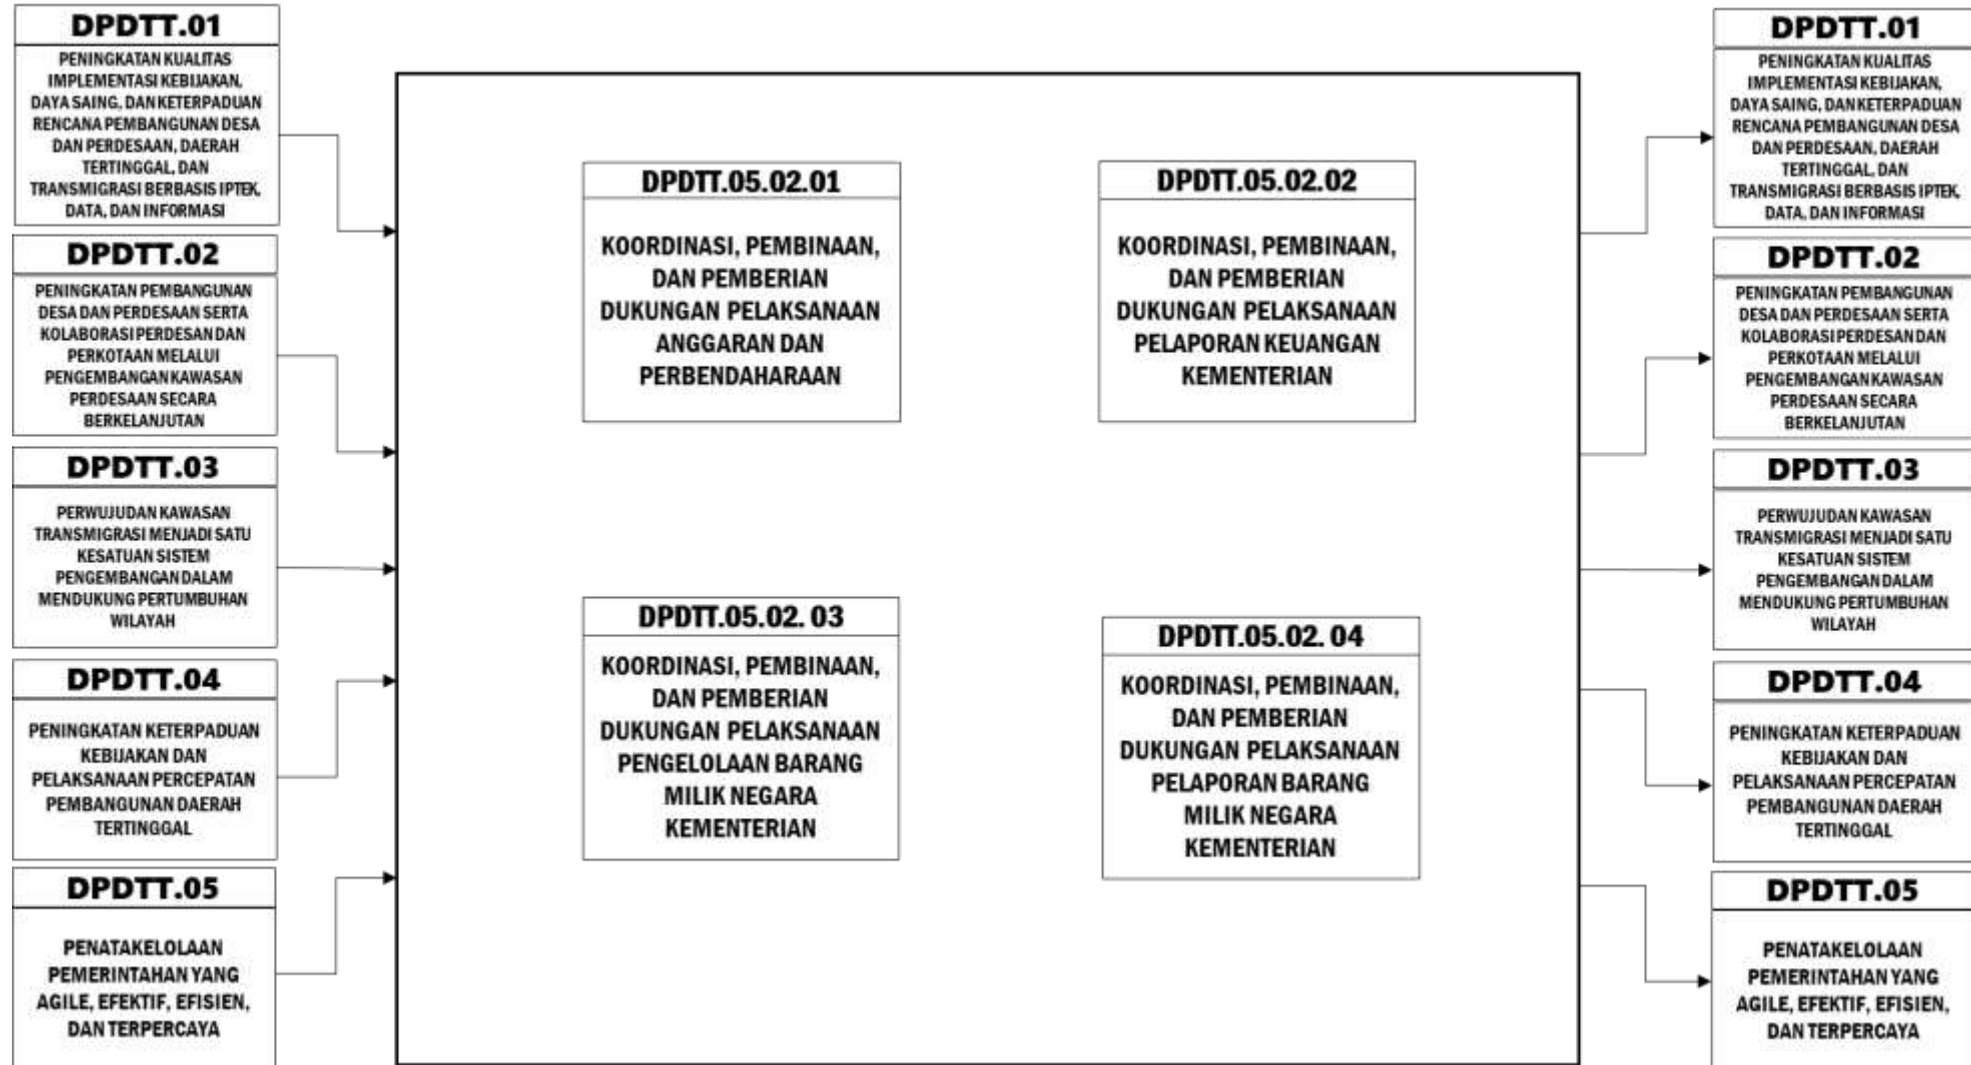 DPDTT.01
PENINGKATAN KUALITAS
IMPLEMENTASI KEBIJAKAN,
DAYA SAING, DAN KETERPADUAN
RENCANA PEMBANGUNAN DESA
DAN PERDESAAN, DAERAH
TERTINGGAL, DAN
TRANSMIGRASI BERBASIS IPTEK,
DATA, DAN INFORMASI
DPDTT.02
PENINGKATAN PEMBANGUNAN
DESA DAN PERDESAAN SERTA
KOLABORASI PERDESAN DAN
PERKOTAAN MELALUI
PENGEMBANGAN KAWASAN
PERDESAAN SECARA
BERKELANJUTAN
DPDTT.03
PERWUJUDAN KAWASAN
TRANSMIGRASI MENJADI SATU
KESATUAN SISTEM
PENGEMBANGAN DALAM
MENDUKUNG PERTUMBUHAN
WILAYAH
DPDTT.04
PENINGKATAN KETERPADUAN
KEBIJAKAN DAN
PELAKSANAAN PERCEPATAN
PEMBANGUNAN DAERAH
TERTINGGAL
DPDTT.05
PENATAKELOLAAN
PEMERINTAHAN YANG
AGILE, EFEKTIF, EFISIEN,
DAN TERPERCAYA
DPDTT.05.02.01
KOORDINASI, PEMBINAAN,
DAN PEMBERIAN
DUKUNGAN PELAKSANAAN
ANGGARAN DAN
PERBENDAHARAAN
DPDTT.05.02.02
KOORDINASI, PEMBINAAN,
DAN PEMBERIAN
DUKUNGAN PELAKSANAAN
PELAPORAN KEUANGAN
KEMENTERIAN
DPDTT.05.02. 03
KOORDINASI, PEMBINAAN,
DAN PEMBERIAN
DUKUNGAN PELAKSANAAN
PENGELOLAAN BARANG
MILIK NEGARA
KEMENTERIAN
DPDTT.05.02. 04
KOORDINASI, PEMBINAAN,
DAN PEMBERIAN
DUKUNGAN PELAKSANAAN
PELAPORAN BARANG
MILIK NEGARA
KEMENTERIAN
DPDTT.01
PENINGKATAN KUALITAS
IMPLEMENTASI KEBIJAKAN,
DAYA SAING, DAN KETERPADUAN
RENCANA PEMBANGUNAN DESA
DAN PERDESAAN, DAERAH
TERTINGGAL, DAN
TRANSMIGRASI BERBASIS IPTEK,
DATA, DAN INFORMASI
DPDTT.02
PENINGKATAN PEMBANGUNAN
DESA DAN PERDESAAN SERTA
KOLABORASI PERDESAN DAN
PERKOTAAN MELALUI
PENGEMBANGAN KAWASAN
PERDESAAN SECARA
BERKELANJUTAN
DPDTT.03
PERWUJUDAN KAWASAN
TRANSMIGRASI MENJADI SATU
KESATUAN SISTEM
PENGEMBANGAN DALAM
MENDUKUNG PERTUMBUHAN
WILAYAH
DPDTT.04
PENINGKATAN KETERPADUAN
KEBIJAKAN DAN
PELAKSANAAN PERCEPATAN
PEMBANGUNAN DAERAH
TERTINGGAL
DPDTT.05
PENATAKELOLAAN
PEMERINTAHAN YANG
AGILE, EFEKTIF, EFISIEN,
DAN TERPERCAYA